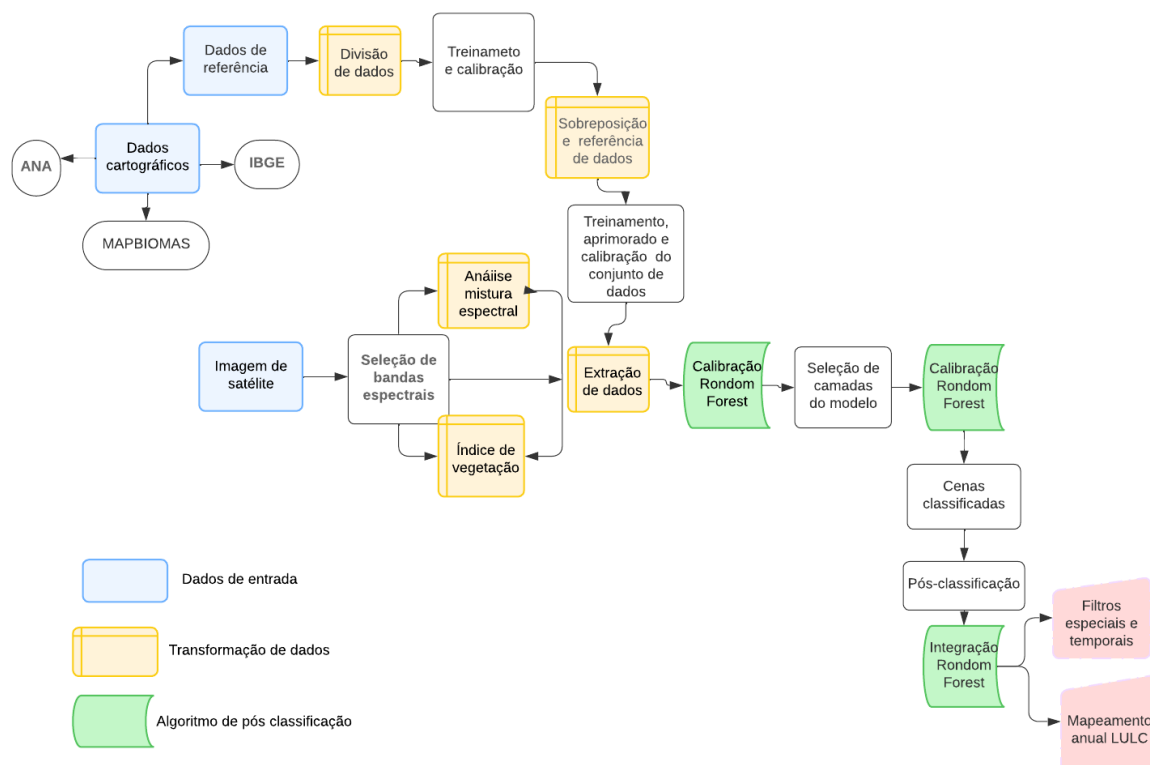 Dados de
referência
Divisão
de dados
Treinameto
e calibração
Sobreposição
e referência
de dados
Dados
cartográficos
ANA
IBGE
MAPBIOMAS
Treinamento,
aprimorado e
calibração do
conjunto de
dados
Anáiise
mistura
espectral
Imagem de
satélite
Seleção de
bandas
espectrais
Índice de
vegetação
Extração
de dados
Calibração
Rondom
Forest
Seleção de
camadas
do modelo
Calibração
Rondom
Forest
Cenas
classificadas
Pós-classificação
Integração
Rondom
Forest
Filtros
especiais e
temporais
Mapeamento
anual LULC
Dados de entrada
Transformação de dados
Algoritmo de pós classificação